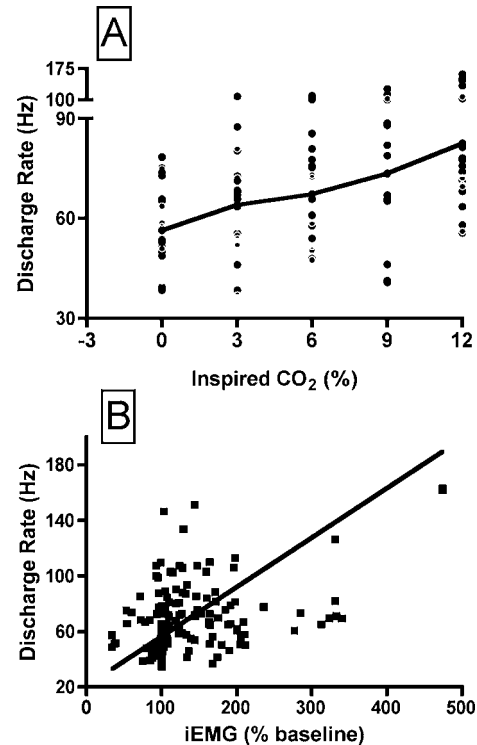 A
175
100
90
60
30
Discharge Rate (Hz)
-3 0 3 6 9 12
Inspired CO₂ (%)
B
180
140
100
60
20
Discharge Rate (Hz)
0 100 200 300 400 500
iEMG (% baseline)